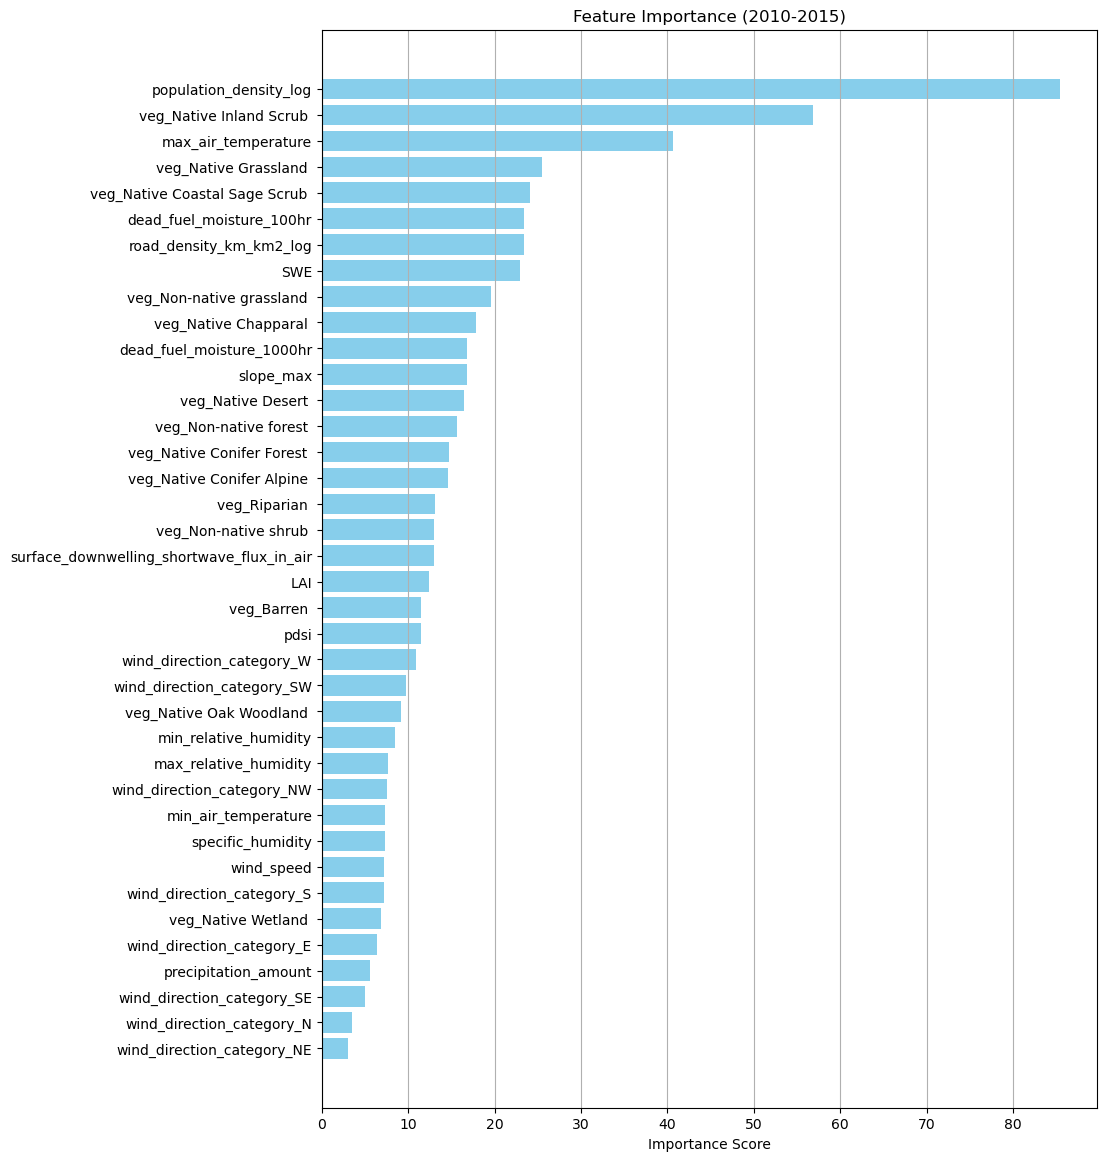 Feature Importance (2010-2015)
population_density_log
veg_Native Inland Scrub
max_air_temperature
veg_Native Grassland
veg_Native Coastal Sage Scrub
dead_fuel_moisture_100hr
road_density_km_km2_log
SWE
veg_Non-native grassland
veg_Native Chapparal
dead_fuel_moisture_1000hr
slope_max
veg_Native Desert
veg_Non-native forest
veg_Native Conifer Forest
veg_Native Conifer Alpine
veg_Riparian
veg_Non-native shrub
surface_downwelling_shortwave_flux_in_air
LAI
veg_Barren
pdsi
wind_direction_category_W
wind_direction_category_SW
veg_Native Oak Woodland
min_relative_humidity
max_relative_humidity
wind_direction_category_NW
min_air_temperature
specific_humidity
wind_speed
wind_direction_category_S
veg_Native Wetland
wind_direction_category_E
precipitation_amount
wind_direction_category_SE
wind_direction_category_N
wind_direction_category_NE
0 10 20 30 40 50 60 70 80
Importance Score